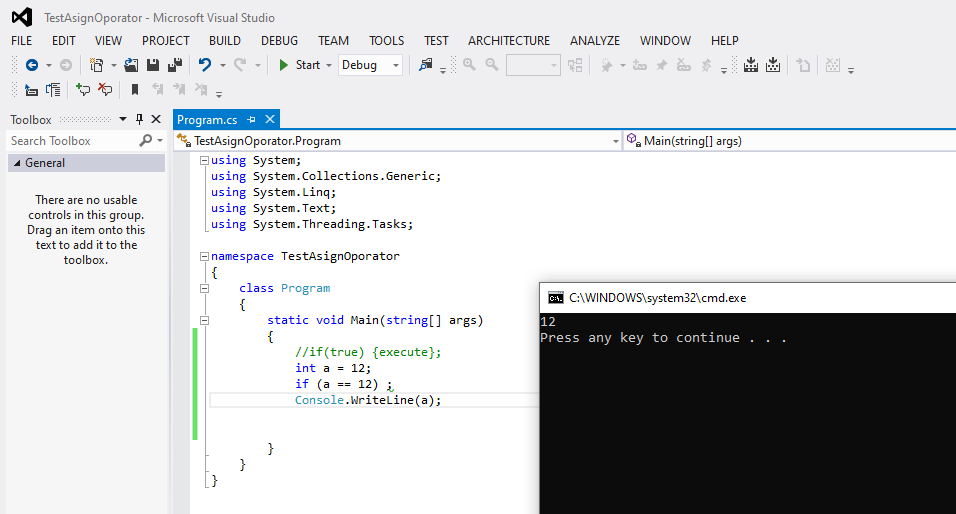 TestAsignOporator - Microsoft Visual Studio
FILE EDIT VIEW PROJECT BUILD DEBUG TEAM TOOLS TEST ARCHITECTURE ANALYZE WINDOW HELP
Start Debug
Toolbox
Search Toolbox
General
There are no usable
controls in this group.
Drag an item onto this
text to add it to the
toolbox.
Program.cs
TestAsignOporator.Program
Main(string[] args)
using System;
using System.Collections.Generic;
using System.Linq;
using System.Text;
using System.Threading.Tasks;
namespace TestAsignOporator
{
class Program
{
static void Main(string[] args)
{
//if(true) {execute};
int a = 12;
if (a == 12) ;
Console.WriteLine(a);
}
}
}
C:\WINDOWS\system32\cmd.exe
12
Press any key to continue . . .